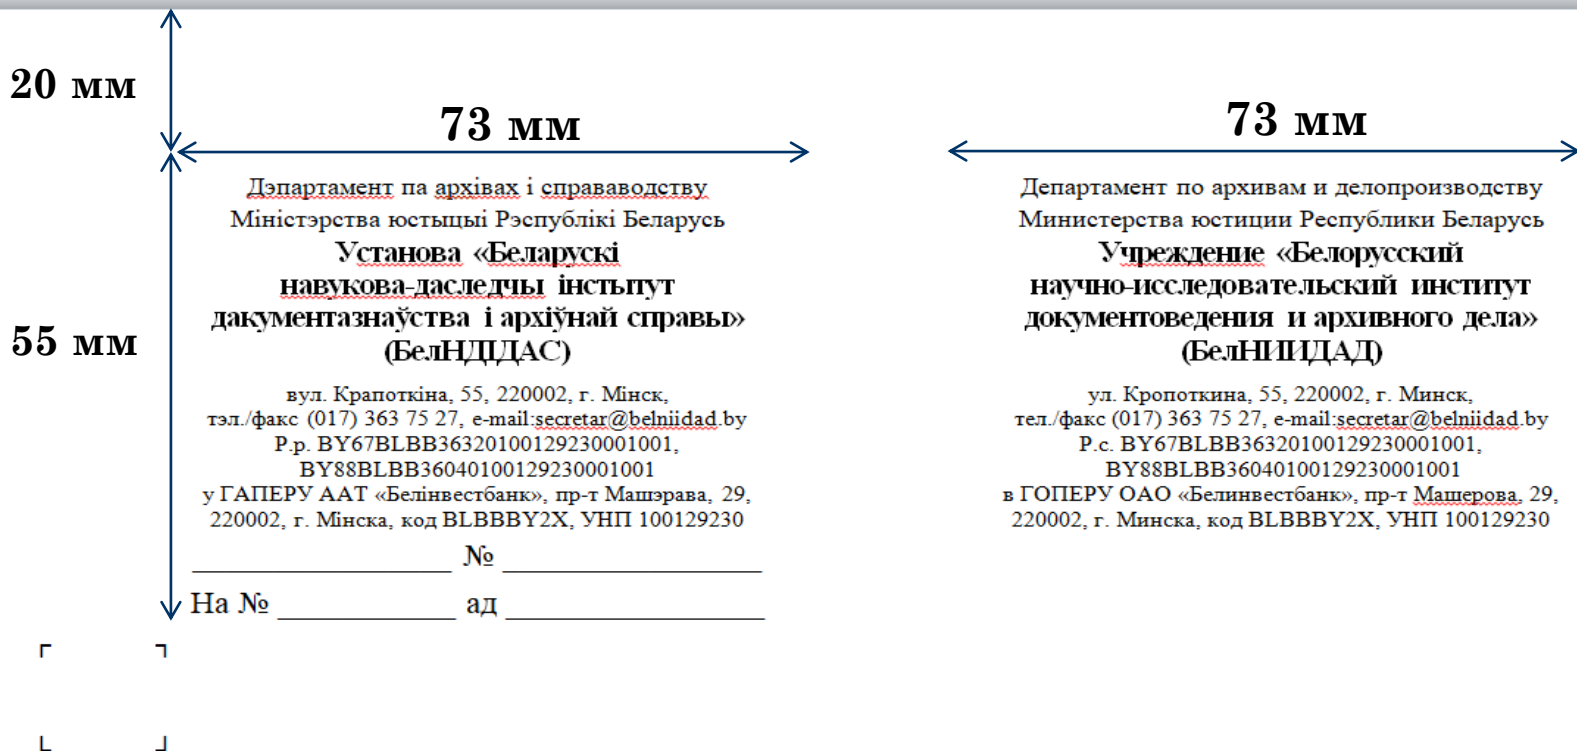 20 мм
73 мм
73 мм
55 мм
Дэпартамент па архівах і справаводству
Міністэрства юстыцыі Рэспублікі Беларусь
Установа «Беларускі
навукова-даследчы інстытут
дакументазнаўства і архіўнай справы»
(БелНДІДАС)
вул. Крапоткіна, 55, 220002, г. Мінск,
тэл./факс (017) 363 75 27, e-mail:secretar@belniidad.by
Р.р. BY67BLBB36320100129230001001,
BY88BLBB36040100129230001001
у ГАПЕРУ ААТ «Белінвестбанк», пр-т Машэрава, 29,
220002, г. Мінска, код BLBBBY2X, УНП 100129230
____________________ № ____________________
На № ______________ ад ____________________
Департамент по архивам и делопроизводству
Министерства юстиции Республики Беларусь
Учреждение «Белорусский
научно-исследовательский институт
документоведения и архивного дела»
(БелНИИДАД)
ул. Кропоткина, 55, 220002, г. Минск,
тел./факс (017) 363 75 27, e-mail:secretar@belniidad.by
Р.с. BY67BLBB36320100129230001001,
BY88BLBB36040100129230001001
в ГОПЕРУ ОАО «Белинвестбанк», пр-т Машерова, 29,
220002, г. Минска, код BLBBBY2X, УНП 100129230